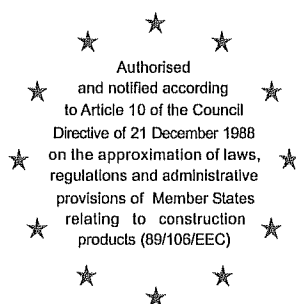 Authorised
and notified according
to Article 10 of the Council
Directive of 21 December 1988
on the approximation of laws,
regulations and administrative
provisions of Member States
relating to construction
products (89/106/EEC)